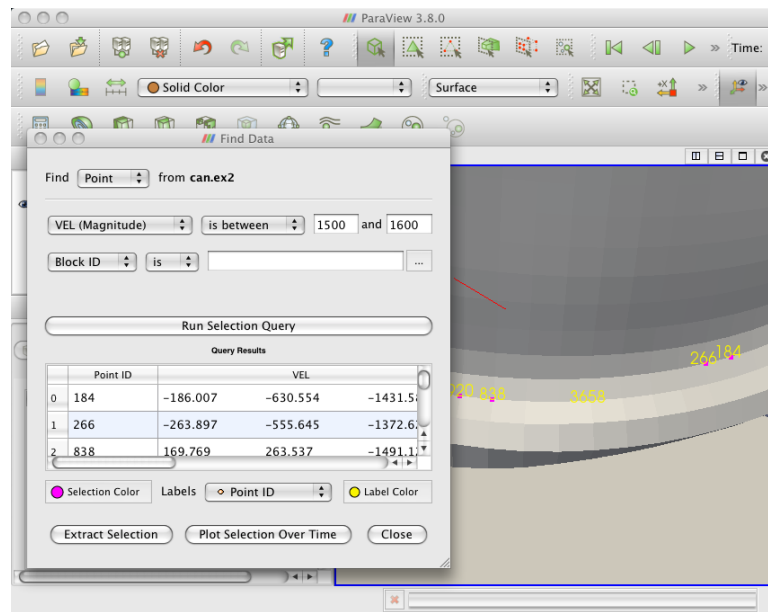 ParaView 3.8.0
Time:
Solid Color
Surface
+X
Find Data
Find Point from can.ex2
VEL (Magnitude) is between 1500 and 1600
Block ID is ...
Run Selection Query
Query Results
Point ID VEL
0 184 -186.007 -630.554
1 266 -263.897 -555.645
2 838 169.769 263.537
Selection Color Labels Point ID Label Color
Extract Selection Plot Selection Over Time Close
266 184
838 3658